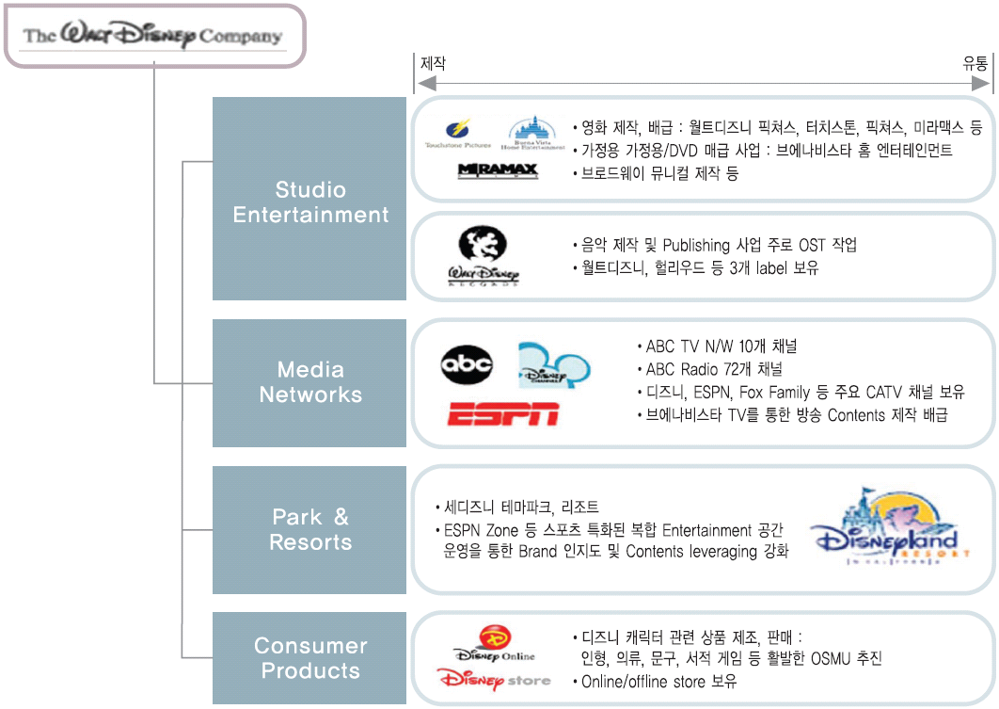 The WALT DISNEY Company
제작
유통
Studio
Entertainment
Touchstone Pictures
Buena Vista
Home Entertainment
MIRAMAX
• 영화 제작, 배급 : 월트디즈니 픽쳐스, 터치스톤, 픽쳐스, 미라맥스 등
• 가정용 가정용/DVD 매급 사업 : 브에나비스타 홈 엔터테인먼트
• 브로드웨이 뮤니컬 제작 등
WALT DISNEY
RECORDS
• 음악 제작 및 Publishing 사업 주로 OST 작업
• 월트디즈니, 헐리우드 등 3개 label 보유
Media
Networks
abc
Disney
CHANNEL
ESPN
• ABC TV N/W 10개 채널
• ABC Radio 72개 채널
• 디즈니, ESPN, Fox Family 등 주요 CATV 채널 보유
• 브에나비스타 TV를 통한 방송 Contents 제작 배급
Park &
Resorts
• 세디즈니 테마파크, 리조트
• ESPN Zone 등 스포츠 특화된 복합 Entertainment 공간
운영을 통한 Brand 인지도 및 Contents leveraging 강화
Disneyland
RESORT
IN CALIFORNIA
Consumer
Products
Disney Online
Disney store
• 디즈니 캐릭터 관련 상품 제조, 판매 :
인형, 의류, 문구, 서적 게임 등 활발한 OSMU 추진
• Online/offline store 보유